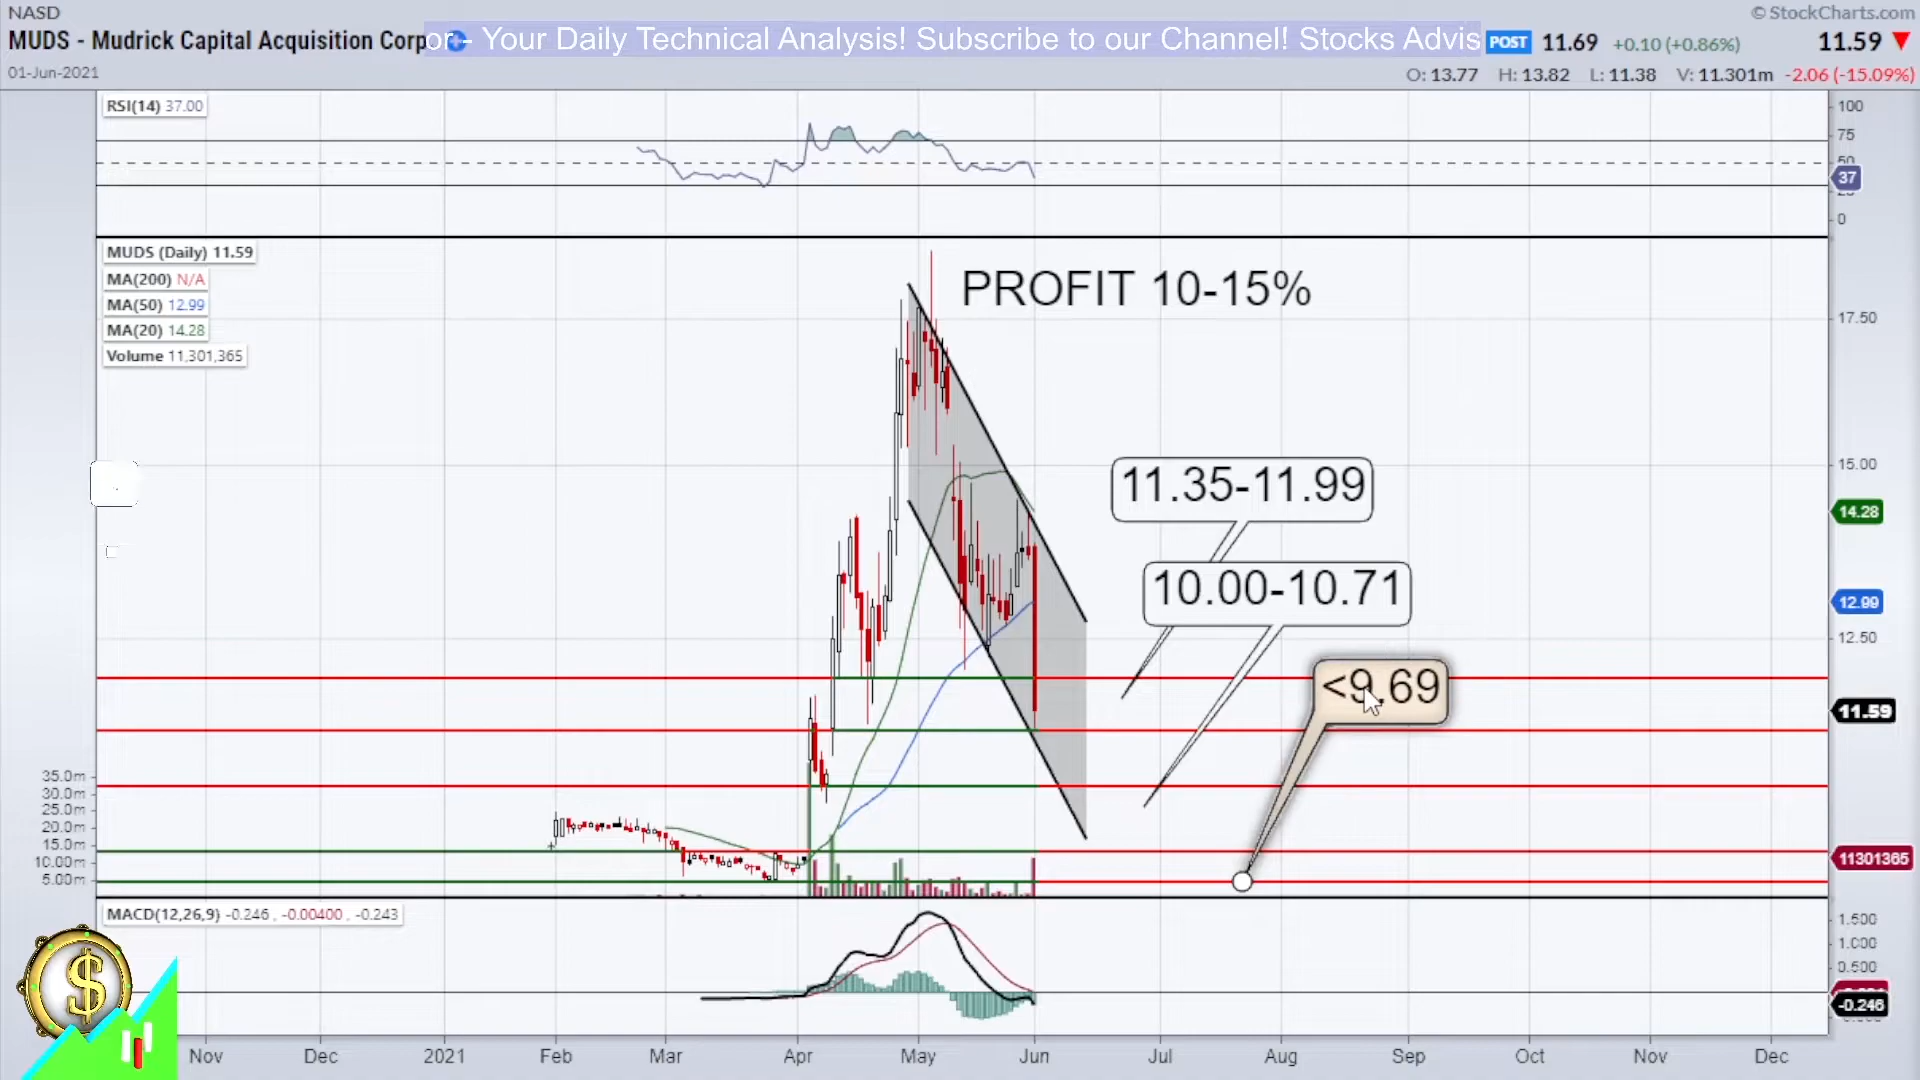 NASD
© StockCharts.com
MUDS - Mudrick Capital Acquisition Corp
or - Your Daily Technical Analysis! Subscribe to our Channel! Stocks Advis
POST 11.69 +0.10 (+0.86%) 11.59
01-Jun-2021
O: 13.77 H: 13.82 L: 11.38 V: 11.301m -2.06 (-15.09%)
RSI(14) 37.00
100
75
50
37
0
MUDS (Daily) 11.59
MA(200) N/A
MA(50) 12.99
MA(20) 14.28
Volume 11,301,365
PROFIT 10-15%
17.50
11.35-11.99
15.00
14.28
10.00-10.71
12.99
12.50
<9.69
11.59
35.0m
30.0m
25.0m
20.0m
15.0m
10.00m
5.00m
11301365
MACD(12,26,9) -0.246, -0.00400, -0.243
1.500
1.000
0.500
-0.246
$
Nov Dec 2021 Feb Mar Apr May Jun Jul Aug Sep Oct Nov Dec